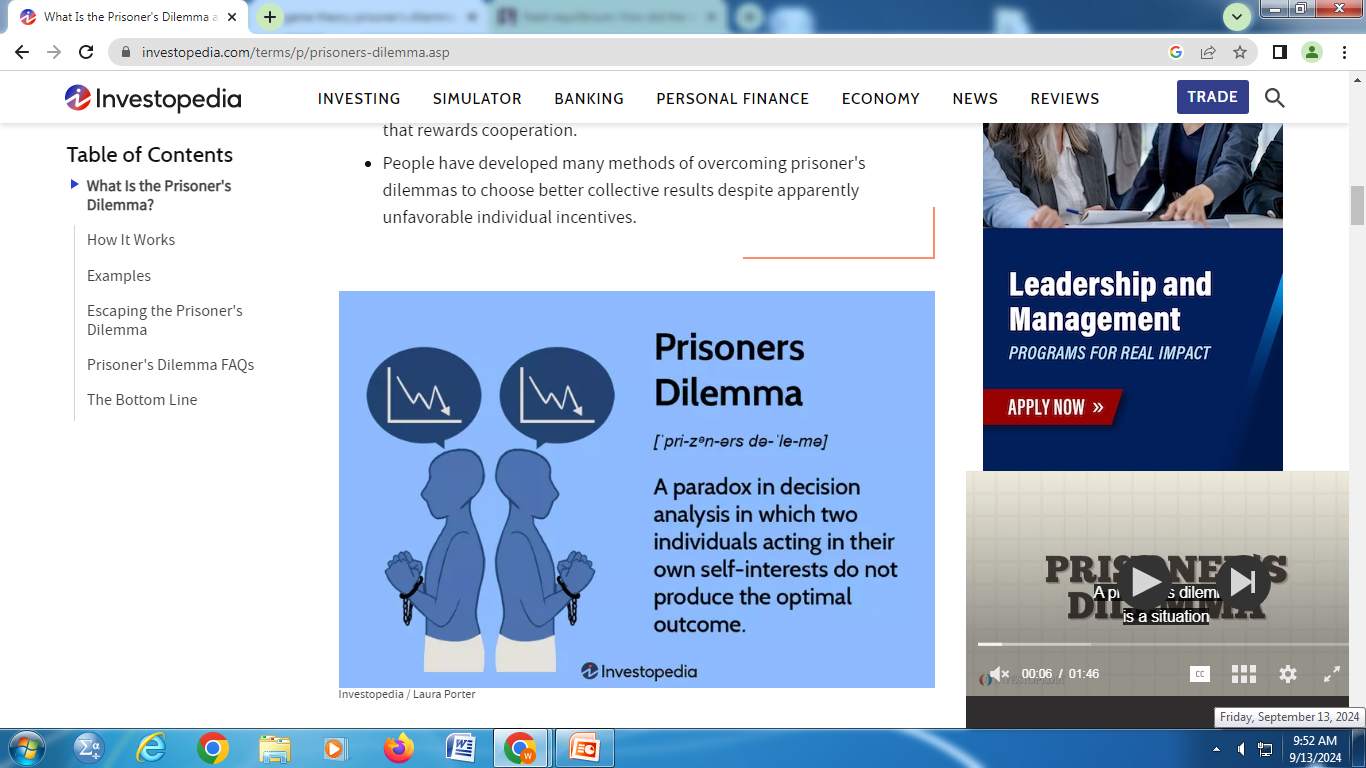 What Is the Prisoner's Dilemma a
investopedia.com/terms/p/prisoners-dilemma.asp
Investopedia
INVESTING SIMULATOR BANKING PERSONAL FINANCE ECONOMY NEWS REVIEWS TRADE
Table of Contents
What Is the Prisoner's
Dilemma?
How It Works
Examples
Escaping the Prisoner's
Dilemma
Prisoner's Dilemma FAQs
The Bottom Line
that rewards cooperation.
People have developed many methods of overcoming prisoner's
dilemmas to choose better collective results despite apparently
unfavorable individual incentives.
Prisoners
Dilemma
[ˈpri-zᵊn-ərs də-ˈle-mə]
A paradox in decision
analysis in which two
individuals acting in their
own self-interests do not
produce the optimal
outcome.
Investopedia
Investopedia / Laura Porter
Leadership and
Management
PROGRAMS FOR REAL IMPACT
APPLY NOW »
PRISONER'S
is a situation
00:06 / 01:46
CC
Friday, September 13, 2024
9:52 AM
9/13/2024